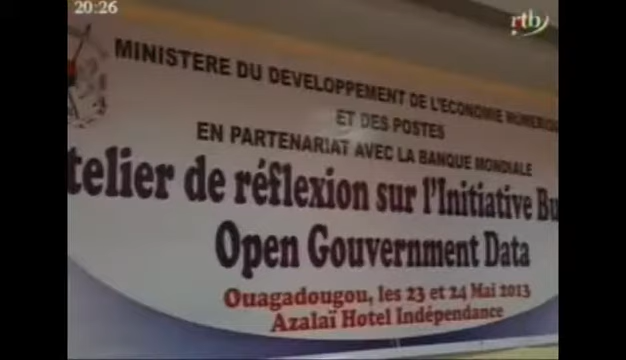 20:26
rtb
MINISTERE DU DEVELOPPEMENT DE L'ECONOMIE NUMERIQ
ET DES POSTES
EN PARTENARIAT AVEC LA BANQUE MONDIALE
telier de réflexion sur l'Initiative Bu
Open Gouvernment Data
Ouagadougou, les 23 et 24 Mai 2013
Azalaï Hotel Indépendance